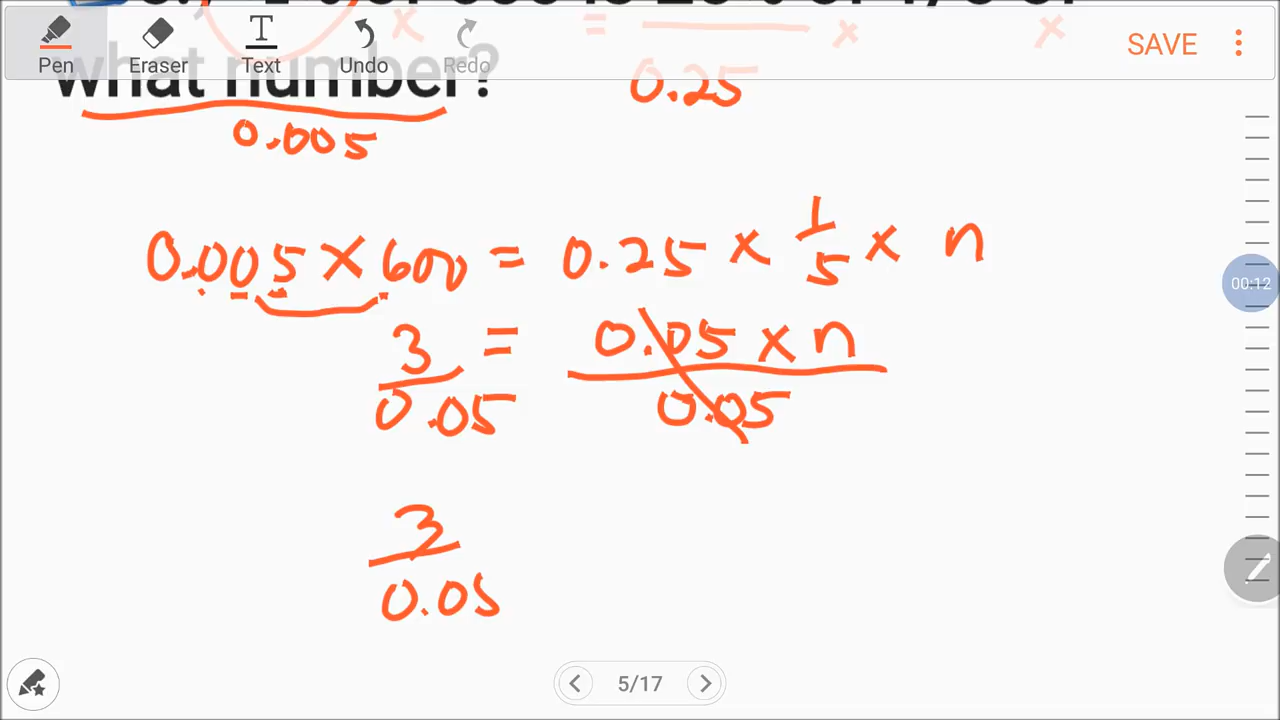 Pen Eraser Text Undo Redo SAVE
what number?
= × ×
0.25
0.005
00:12
0.005 × 600 = 0.25 × 1/5 × n
3/0.05 = 0.05 × n/0.05
3/0.05
5/17